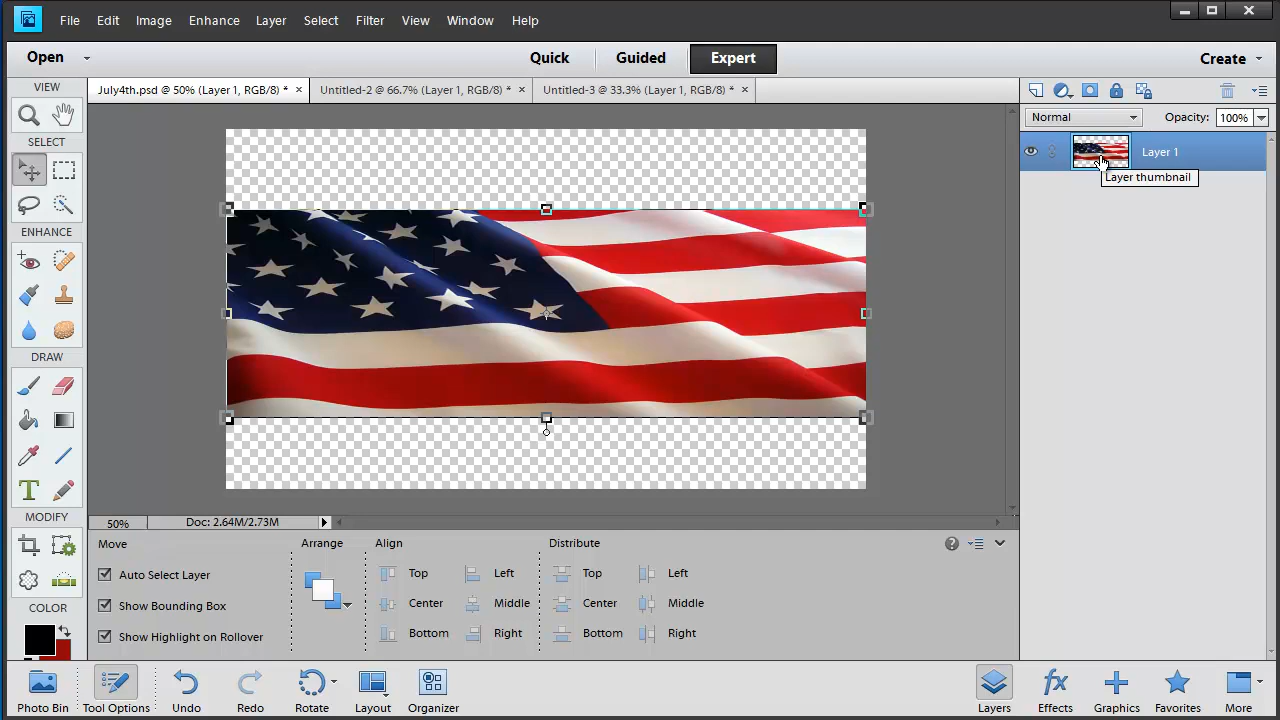 File Edit Image Enhance Layer Select Filter View Window Help
Open Quick Guided Expert Create
VIEW
July4th.psd @ 50% (Layer 1, RGB/8) * × Untitled-2 @ 66.7% (Layer 1, RGB/8) * × Untitled-3 @ 33.3% (Layer 1, RGB/8) * ×
Normal Opacity: 100%
SELECT
Layer 1
Layer thumbnail
ENHANCE
DRAW
MODIFY
COLOR
50% Doc: 2.64M/2.73M
Move Arrange Align Distribute
Auto Select Layer Top Left Top Left
Show Bounding Box Center Middle Center Middle
Show Highlight on Rollover Bottom Right Bottom Right
Photo Bin Tool Options Undo Redo Rotate Layout Organizer Layers Effects Graphics Favorites More